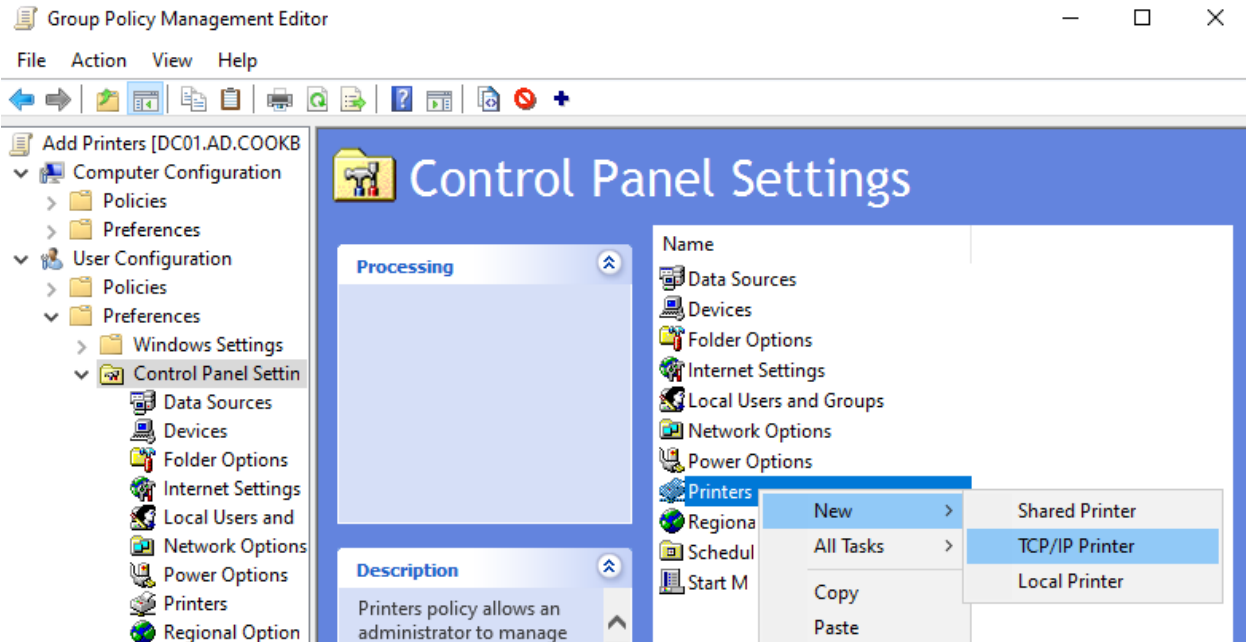 Group Policy Management Editor
File Action View Help
Add Printers [DC01.AD.COOKB
Computer Configuration
Policies
Preferences
User Configuration
Policies
Preferences
Windows Settings
Control Panel Settin
Data Sources
Devices
Folder Options
Internet Settings
Local Users and
Network Options
Power Options
Printers
Regional Option
Control Panel Settings
Processing
Description
Printers policy allows an
administrator to manage
Name
Data Sources
Devices
Folder Options
Internet Settings
Local Users and Groups
Network Options
Power Options
Printers
Regiona
Schedul
Start M
New
All Tasks
Copy
Paste
Shared Printer
TCP/IP Printer
Local Printer